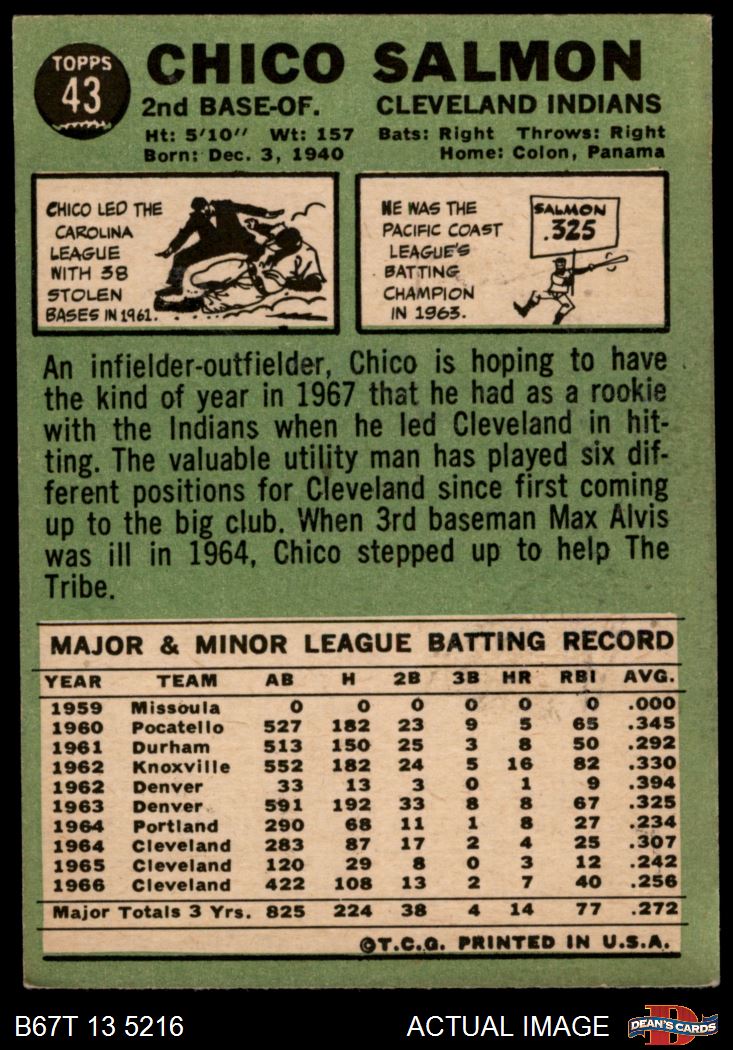 TOPPS
43
CHICO SALMON
2nd BASE-OF. CLEVELAND INDIANS
Ht: 5'10" Wt: 157 Bats: Right Throws: Right
Born: Dec. 3, 1940 Home: Colon, Panama
CHICO LED THE
CAROLINA
LEAGUE
WITH 38
STOLEN
BASES IN 1961.
HE WAS THE
PACIFIC COAST
LEAGUE'S
BATTING
CHAMPION
IN 1963.
SALMON
.325
An infielder-outfielder, Chico is hoping to have
the kind of year in 1967 that he had as a rookie
with the Indians when he led Cleveland in hit-
ting. The valuable utility man has played six dif-
ferent positions for Cleveland since first coming
up to the big club. When 3rd baseman Max Alvis
was ill in 1964, Chico stepped up to help The
Tribe.
MAJOR & MINOR LEAGUE BATTING RECORD
YEAR TEAM AB H 2B 3B HR RBI AVG.
1959 Missoula 0 0 0 0 0 0 .000
1960 Pocatello 527 182 23 9 5 65 .345
1961 Durham 513 150 25 3 8 50 .292
1962 Knoxville 552 182 24 5 16 82 .330
1962 Denver 33 13 3 0 1 9 .394
1963 Denver 591 192 33 8 8 67 .325
1964 Portland 290 68 11 1 8 27 .234
1964 Cleveland 283 87 17 2 4 25 .307
1965 Cleveland 120 29 8 0 3 12 .242
1966 Cleveland 422 108 13 2 7 40 .256
Major Totals 3 Yrs. 825 224 38 4 14 77 .272
©T.C.G. PRINTED IN U.S.A.
B67T 13 5216 ACTUAL IMAGE
D
DEAN'S CARDS